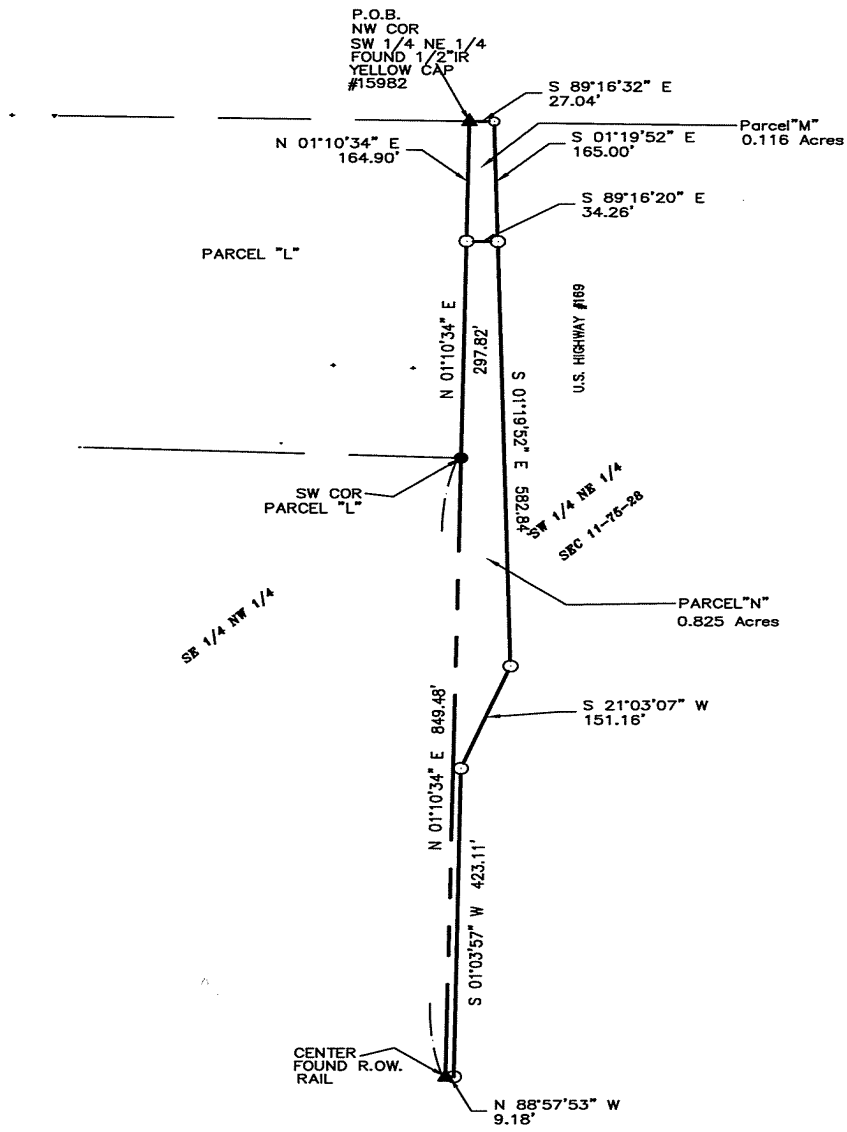 P.O.B.
NW COR
SW 1/4 NE 1/4
FOUND 1/2"IR
YELLOW CAP
#15982
S 89°16'32" E
27.04'
N 01°10'34" E
164.90'
S 01°19'52" E
165.00'
Parcel"M"
0.116 Acres
S 89°16'20" E
34.26'
PARCEL "L"
N 01°10'34" E
297.82'
U.S. HIGHWAY #169
S 01°19'52" E 582.84'
SW COR
PARCEL "L"
SW 1/4 NE 1/4
SEC 11-75-28
SE 1/4 NW 1/4
PARCEL"N"
0.825 Acres
S 21°03'07" W
151.16'
N 01°10'34" E 849.48'
S 01°03'57" W 423.11'
CENTER
FOUND R.OW.
RAIL
N 88°57'53" W
9.18'